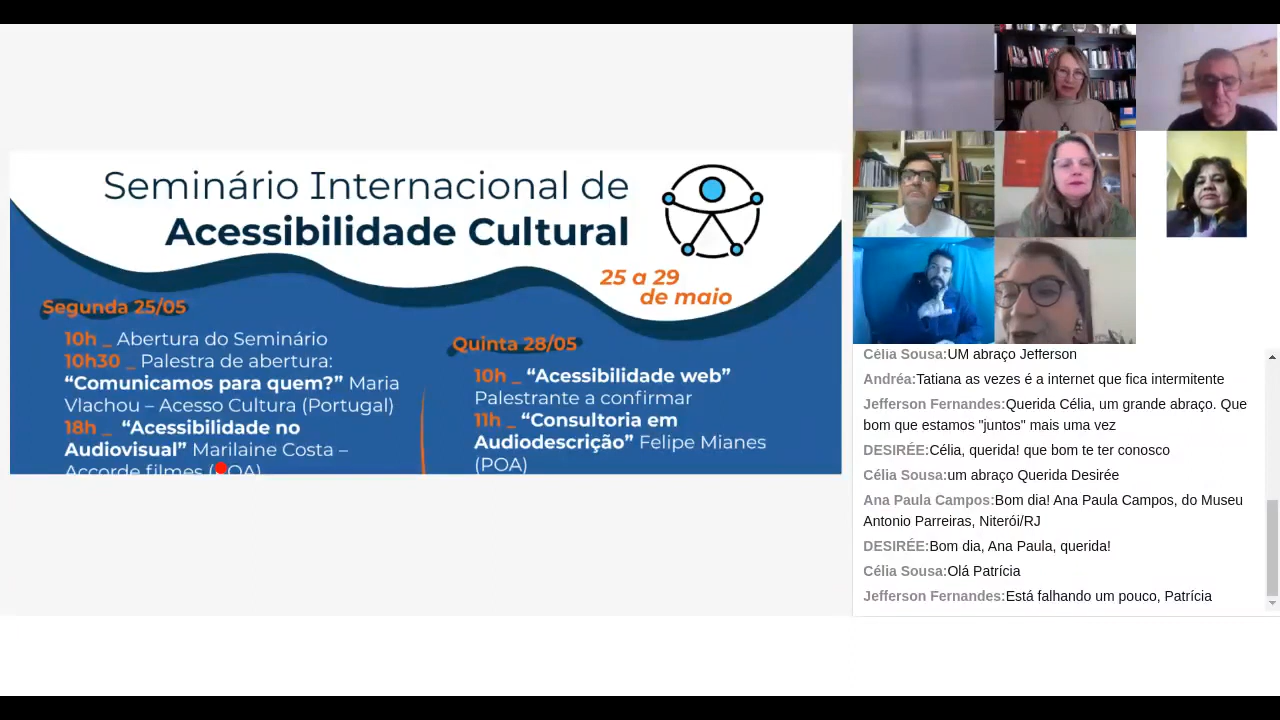 Seminário Internacional de
Acessibilidade Cultural
25 a 29
de maio
Segunda 25/05
10h _ Abertura do Seminário
10h30 _ Palestra de abertura:
“Comunicamos para quem?” Maria
Vlachou – Acesso Cultura (Portugal)
18h _ “Acessibilidade no
Audiovisual” Marilaine Costa –
Accorde filmes (POA)
Quinta 28/05
10h _ “Acessibilidade web”
Palestrante a confirmar
11h _ “Consultoria em
Audiodescrição” Felipe Mianes
(POA)
Célia Sousa:UM abraço Jefferson
Andréa:Tatiana as vezes é a internet que fica intermitente
Jefferson Fernandes:Querida Célia, um grande abraço. Que
bom que estamos "juntos" mais uma vez
DESIRÉE:Célia, querida! que bom te ter conosco
Célia Sousa:um abraço Querida Desirée
Ana Paula Campos:Bom dia! Ana Paula Campos, do Museu
Antonio Parreiras, Niterói/RJ
DESIRÉE:Bom dia, Ana Paula, querida!
Célia Sousa:Olá Patrícia
Jefferson Fernandes:Está falhando um pouco, Patrícia